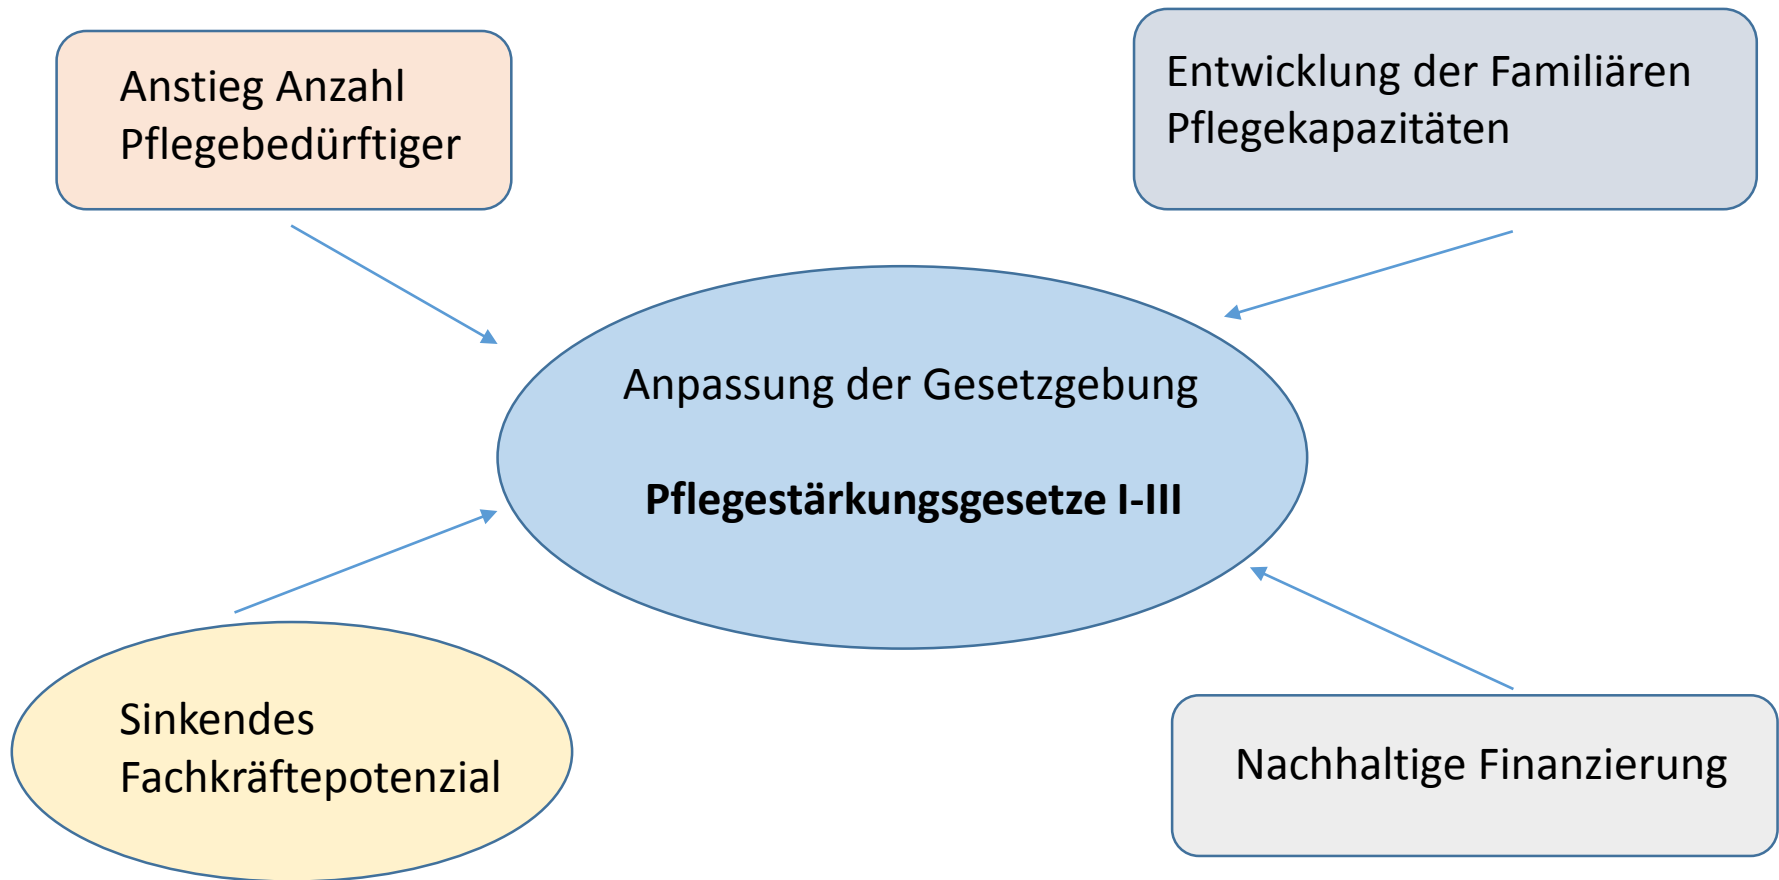 Anstieg Anzahl
Pflegebedürftiger
Entwicklung der Familiären
Pflegekapazitäten
Anpassung der Gesetzgebung
Pflegestärkungsgesetze I-III
Sinkendes
Fachkräftepotenzial
Nachhaltige Finanzierung